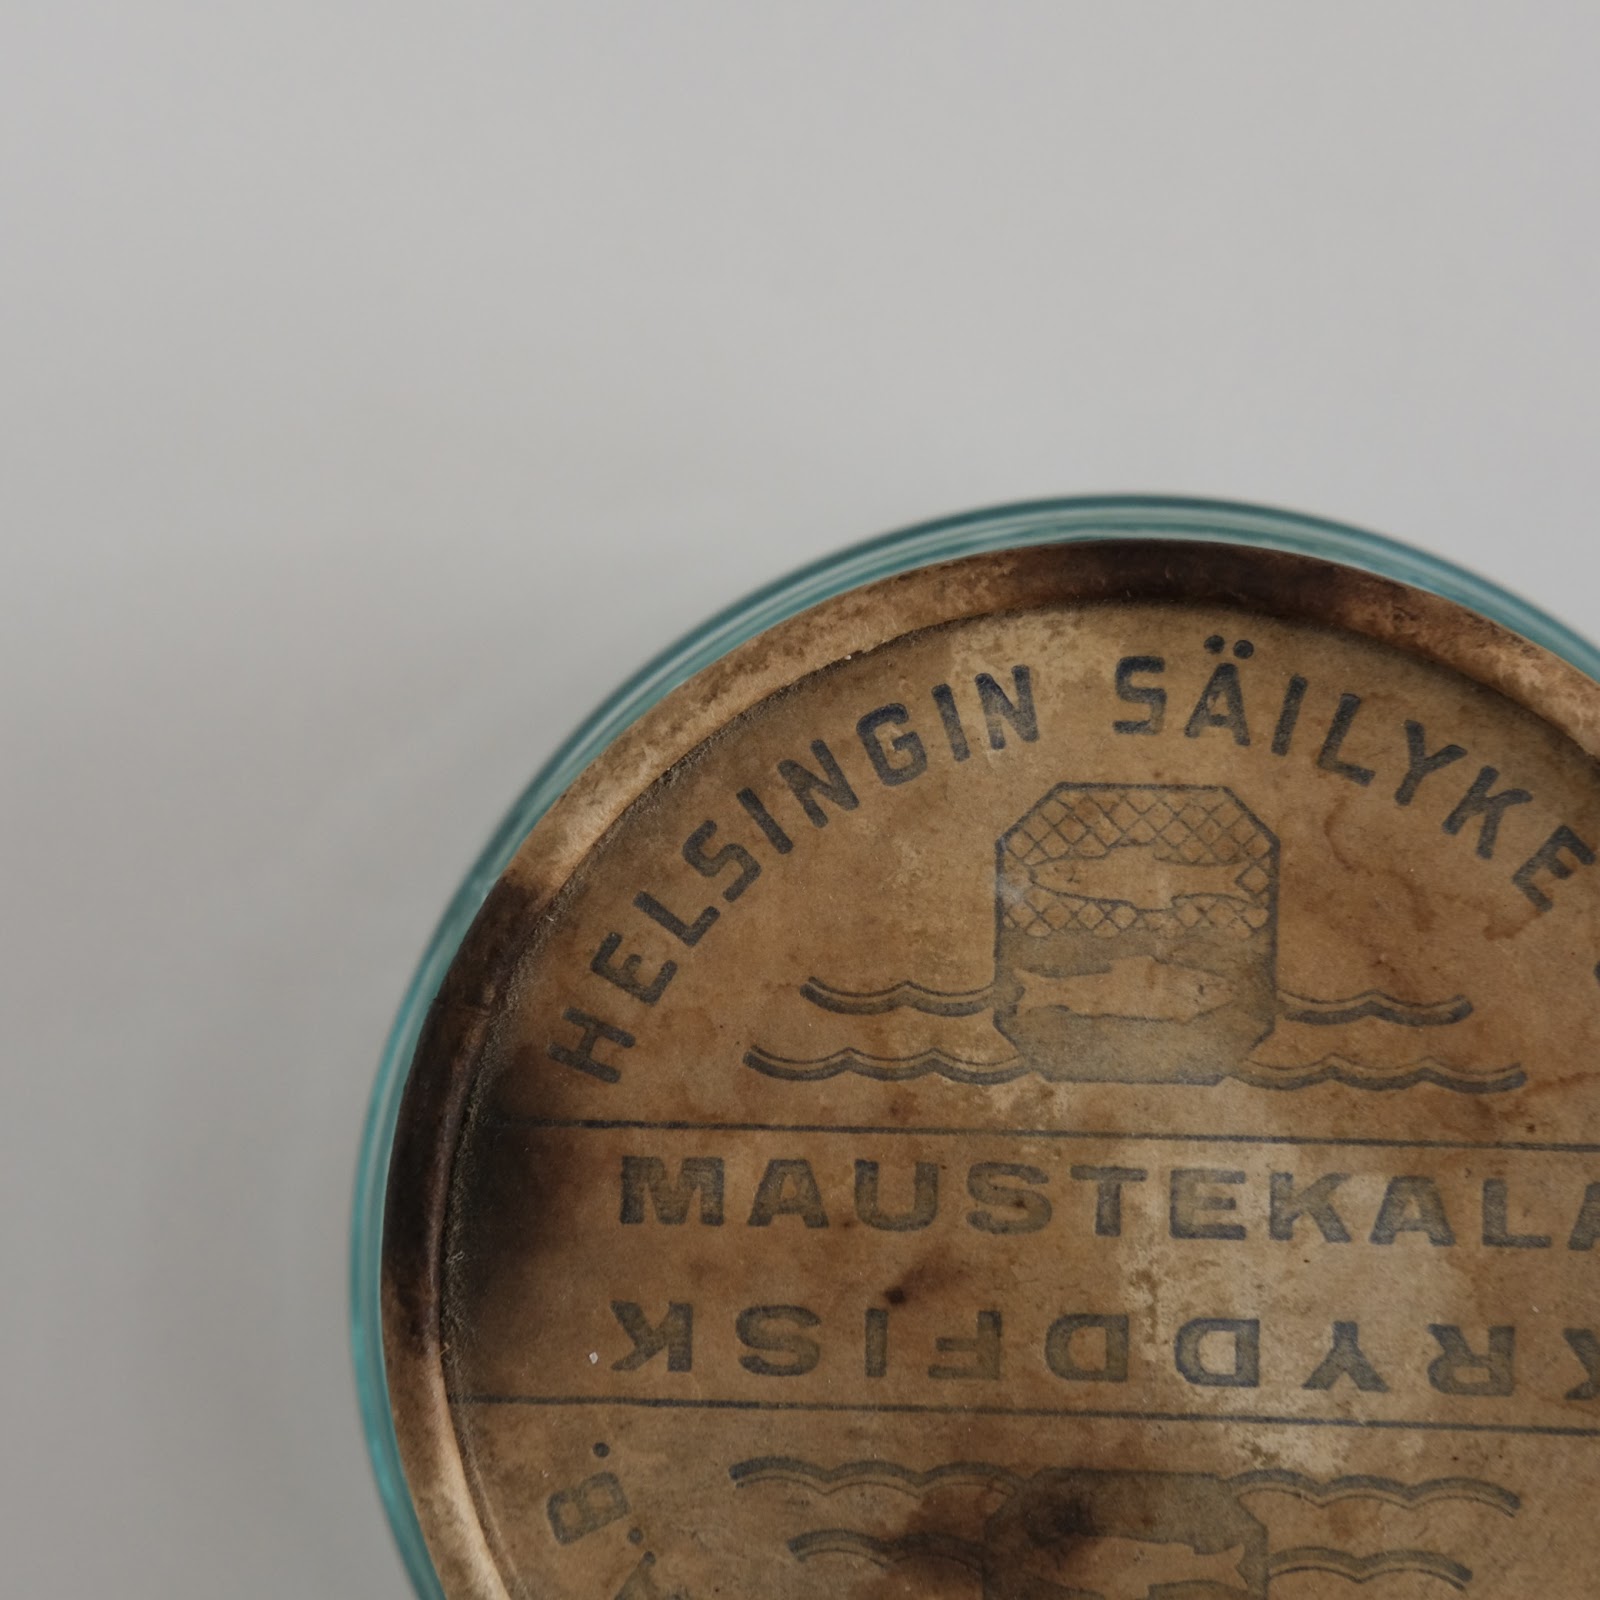 HELSINGIN SÄILYKE
MAUSTEKALA
KRYDDFISK
A.B.